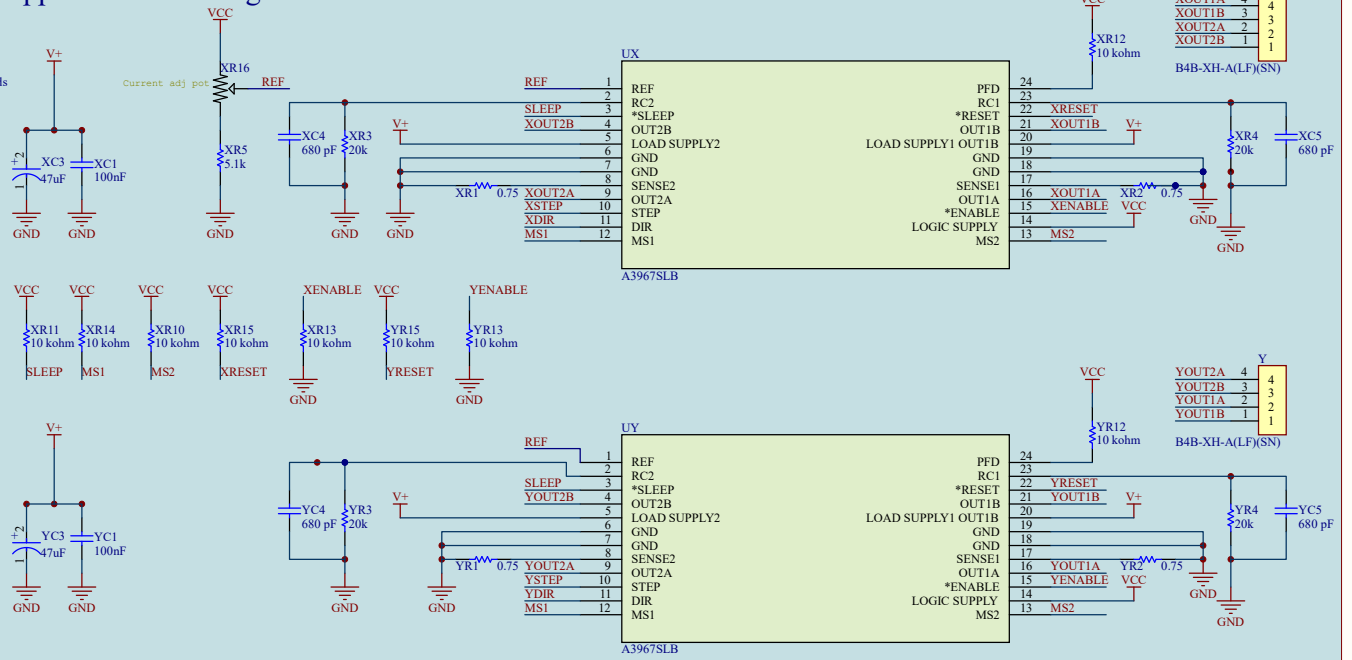 VCC
V+
XR16
Current adj pot
REF
XC3
47uF
+
2
1
XC1
100nF
XR5
5.1k
GND
GND
GND
XC4
680 pF
XR3
20k
V+
GND
GND
XR1
0.75
REF
SLEEP
XOUT2B
XOUT2A
XSTEP
XDIR
MS1
UX
1 REF
2 RC2
3 *SLEEP
4 OUT2B
5 LOAD SUPPLY2
6 GND
7 GND
8 SENSE2
9 OUT2A
10 STEP
11 DIR
12 MS1
PFD 24
RC1 23
*RESET 22
OUT1B 21
LOAD SUPPLY1 OUT1B 20
GND 19
GND 18
SENSE1 17
OUT1A 16
*ENABLE 15
LOGIC SUPPLY 14
MS2 13
A3967SLB
VCC
XR12
10 kohm
XRESET
XOUT1B
V+
XR2
0.75
XOUT1A
XENABLE
VCC
MS2
GND
XR4
20k
XC5
680 pF
GND
XOUT1B 3 3
XOUT2A 2 2
XOUT2B 1 1
B4B-XH-A(LF)(SN)
VCC
XR11
10 kohm
SLEEP
VCC
XR14
10 kohm
MS1
VCC
XR10
10 kohm
MS2
VCC
XR15
10 kohm
XRESET
XENABLE
XR13
10 kohm
GND
VCC
YR15
10 kohm
YRESET
YENABLE
YR13
10 kohm
GND
Y
YOUT2A 4 4
YOUT2B 3 3
YOUT1A 2 2
YOUT1B 1 1
B4B-XH-A(LF)(SN)
V+
YC3
47uF
+
2
1
YC1
100nF
GND
GND
YC4
680 pF
YR3
20k
GND
V+
GND
YR1
0.75
REF
SLEEP
YOUT2B
YOUT2A
YSTEP
YDIR
MS1
UY
1 REF
2 RC2
3 *SLEEP
4 OUT2B
5 LOAD SUPPLY2
6 GND
7 GND
8 SENSE2
9 OUT2A
10 STEP
11 DIR
12 MS1
PFD 24
RC1 23
*RESET 22
OUT1B 21
LOAD SUPPLY1 OUT1B 20
GND 19
GND 18
SENSE1 17
OUT1A 16
*ENABLE 15
LOGIC SUPPLY 14
MS2 13
A3967SLB
VCC
YR12
10 kohm
YRESET
YOUT1B
V+
YR2
0.75
YOUT1A
YENABLE
VCC
MS2
GND
YR4
20k
YC5
680 pF
GND